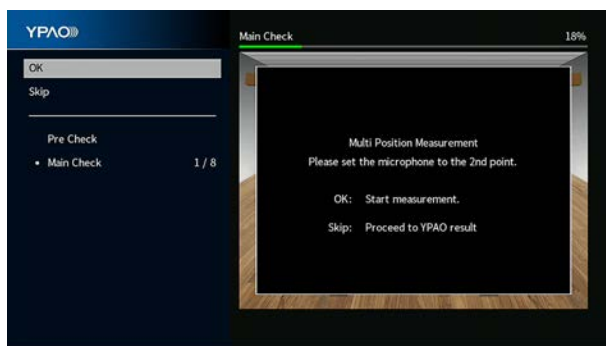 YPAO
OK
Skip
Pre Check
• Main Check 1 / 8
Main Check 18%
Multi Position Measurement
Please set the microphone to the 2nd point.
OK: Start measurement.
Skip: Proceed to YPAO result